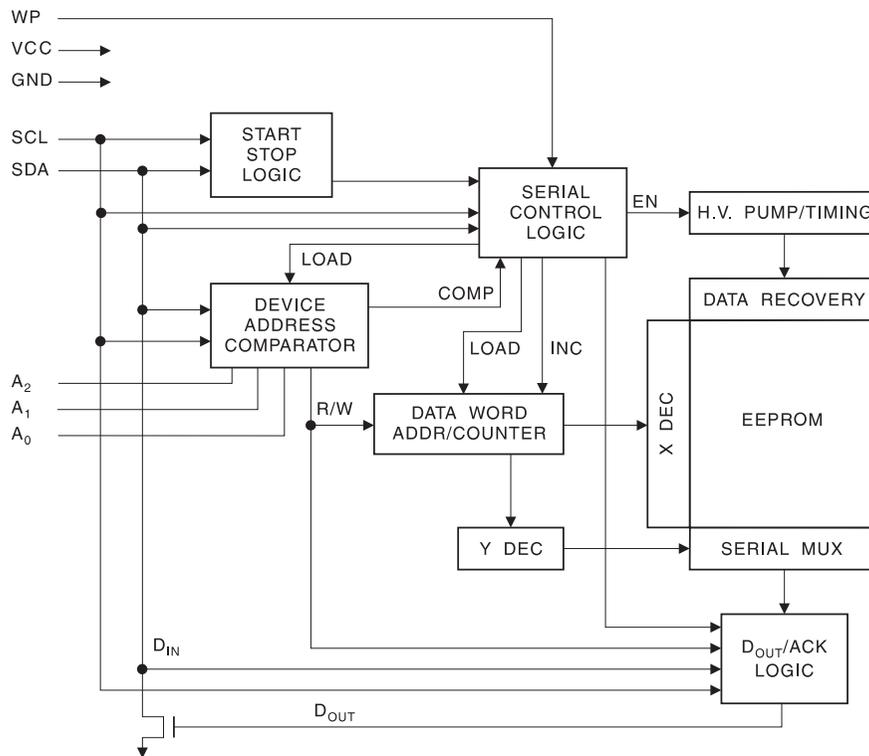 WP
VCC
GND
SCL
SDA
START
STOP
LOGIC
SERIAL
CONTROL
LOGIC
EN
H.V. PUMP/TIMING
LOAD
COMP
DATA RECOVERY
DEVICE
ADDRESS
COMPARATOR
LOAD
INC
A2
A1
A0
R/W
DATA WORD
ADDR/COUNTER
X DEC
EEPROM
Y DEC
SERIAL MUX
DIN
DOUT/ACK
LOGIC
DOUT